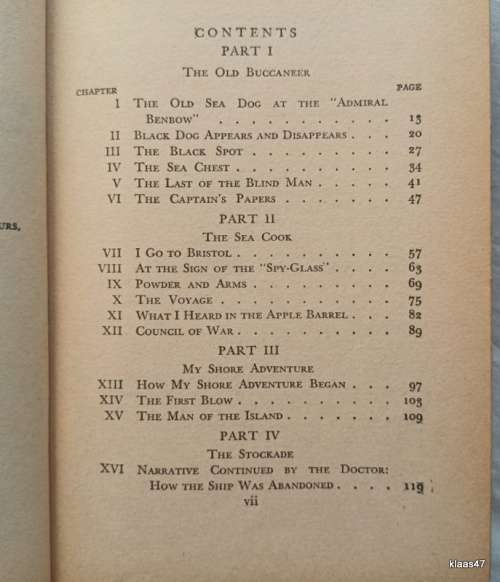 CONTENTS
PART I
THE OLD BUCCANEER
CHAPTER PAGE
I THE OLD SEA DOG AT THE "ADMIRAL
BENBOW" . . . . . . . . . . . 13
II BLACK DOG APPEARS AND DISAPPEARS . . . 20
III THE BLACK SPOT . . . . . . . . . 27
IV THE SEA CHEST . . . . . . . . . 34
V THE LAST OF THE BLIND MAN . . . . . 41
VI THE CAPTAIN'S PAPERS . . . . . . . 47
PART II
THE SEA COOK
VII I GO TO BRISTOL . . . . . . . . . 57
VIII AT THE SIGN OF THE "SPY-GLASS" . . . . 63
IX POWDER AND ARMS . . . . . . . . 69
X THE VOYAGE . . . . . . . . . . 75
XI WHAT I HEARD IN THE APPLE BARREL . . . 82
XII COUNCIL OF WAR . . . . . . . . . 89
PART III
MY SHORE ADVENTURE
XIII HOW MY SHORE ADVENTURE BEGAN . . . 97
XIV THE FIRST BLOW . . . . . . . . . 103
XV THE MAN OF THE ISLAND . . . . . . 109
PART IV
THE STOCKADE
XVI NARRATIVE CONTINUED BY THE DOCTOR:
HOW THE SHIP WAS ABANDONED . . . . 119
vii
URS,
klaas47